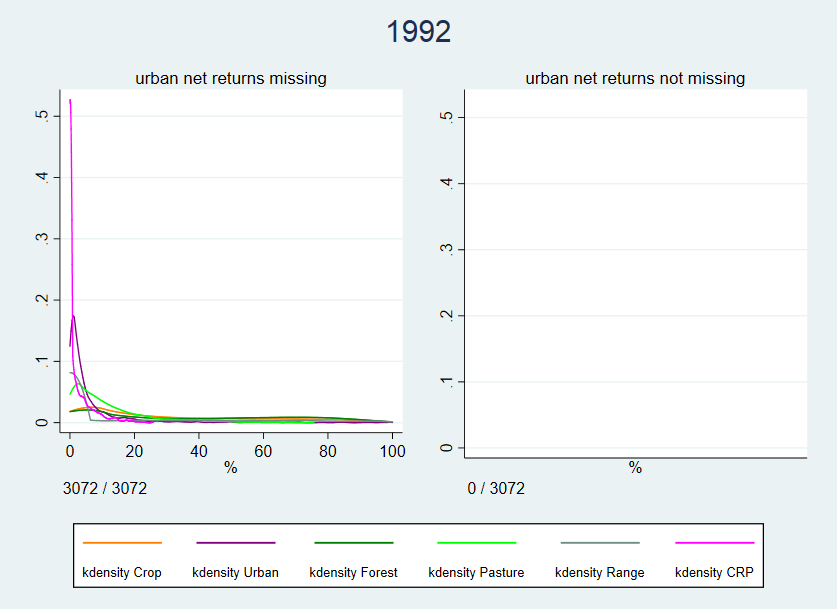 1992
urban net returns missing
urban net returns not missing
.5
.4
.3
.2
.1
0
0 20 40 60 80 100
%
3072 / 3072
.5
.4
.3
.2
.1
0
%
0 / 3072
kdensity Crop kdensity Urban kdensity Forest kdensity Pasture kdensity Range kdensity CRP